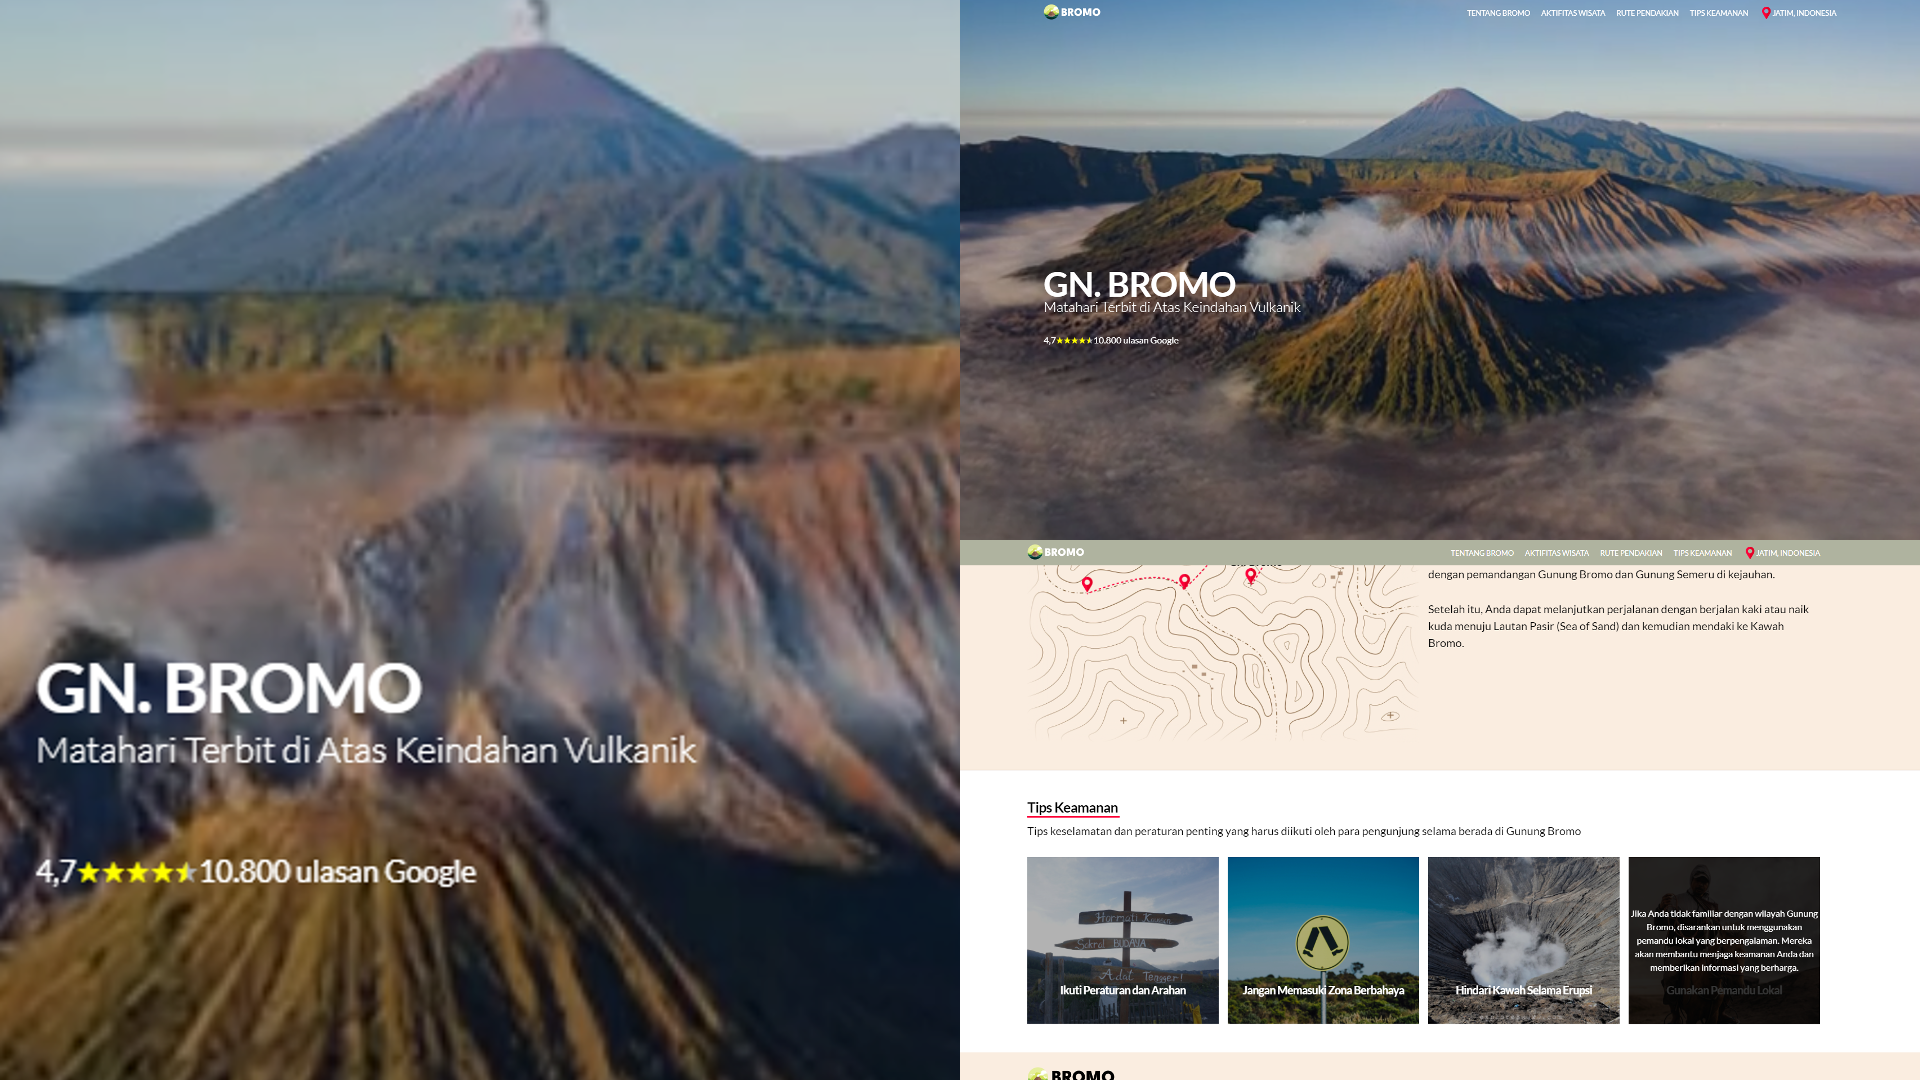 GN. BROMO
Matahari Terbit di Atas Keindahan Vulkanik
4,7 10.800 ulasan Google
BROMO
TENTANG BROMO AKTIFITAS WISATA RUTE PENDAKIAN TIPS KEAMANAN JATIM, INDONESIA
GN. BROMO
Matahari Terbit di Atas Keindahan Vulkanik
4,7 10.800 ulasan Google
BROMO
TENTANG BROMO AKTIFITAS WISATA RUTE PENDAKIAN TIPS KEAMANAN JATIM, INDONESIA
dengan pemandangan Gunung Bromo dan Gunung Semeru di kejauhan.
Setelah itu, Anda dapat melanjutkan perjalanan dengan berjalan kaki atau naik
kuda menuju Lautan Pasir (Sea of Sand) dan kemudian mendaki ke Kawah
Bromo.
Tips Keamanan
Tips keselamatan dan peraturan penting yang harus diikuti oleh para pengunjung selama berada di Gunung Bromo
Hormati Kawan
Sakral BUDAYA
Adat Tengger!
Ikuti Peraturan dan Arahan
Jangan Memasuki Zona Berbahaya
Hindari Kawah Selama Erupsi
Jika Anda tidak familiar dengan wilayah Gunung
Bromo, disarankan untuk menggunakan
pemandu lokal yang berpengalaman. Mereka
akan membantu menjaga keamanan Anda dan
memberikan informasi yang berharga.
Gunakan Pemandu Lokal
BROMO